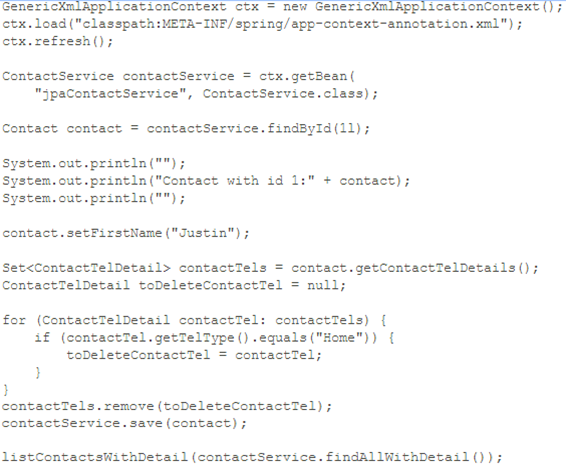 GenericXmlApplicationContext ctx = new GenericXmlApplicationContext();
ctx.load("classpath:META-INF/spring/app-context-annotation.xml");
ctx.refresh();
ContactService contactService = ctx.getBean(
    "jpaContactService", ContactService.class);
Contact contact = contactService.findById(1l);
System.out.println("");
System.out.println("Contact with id 1:" + contact);
System.out.println("");
contact.setFirstName("Justin");
Set<ContactTelDetail> contactTels = contact.getContactTelDetails();
ContactTelDetail toDeleteContactTel = null;
for (ContactTelDetail contactTel: contactTels) {
    if (contactTel.getTelType().equals("Home")) {
        toDeleteContactTel = contactTel;
    }
}
contactTels.remove(toDeleteContactTel);
contactService.save(contact);
listContactsWithDetail(contactService.findAllWithDetail());